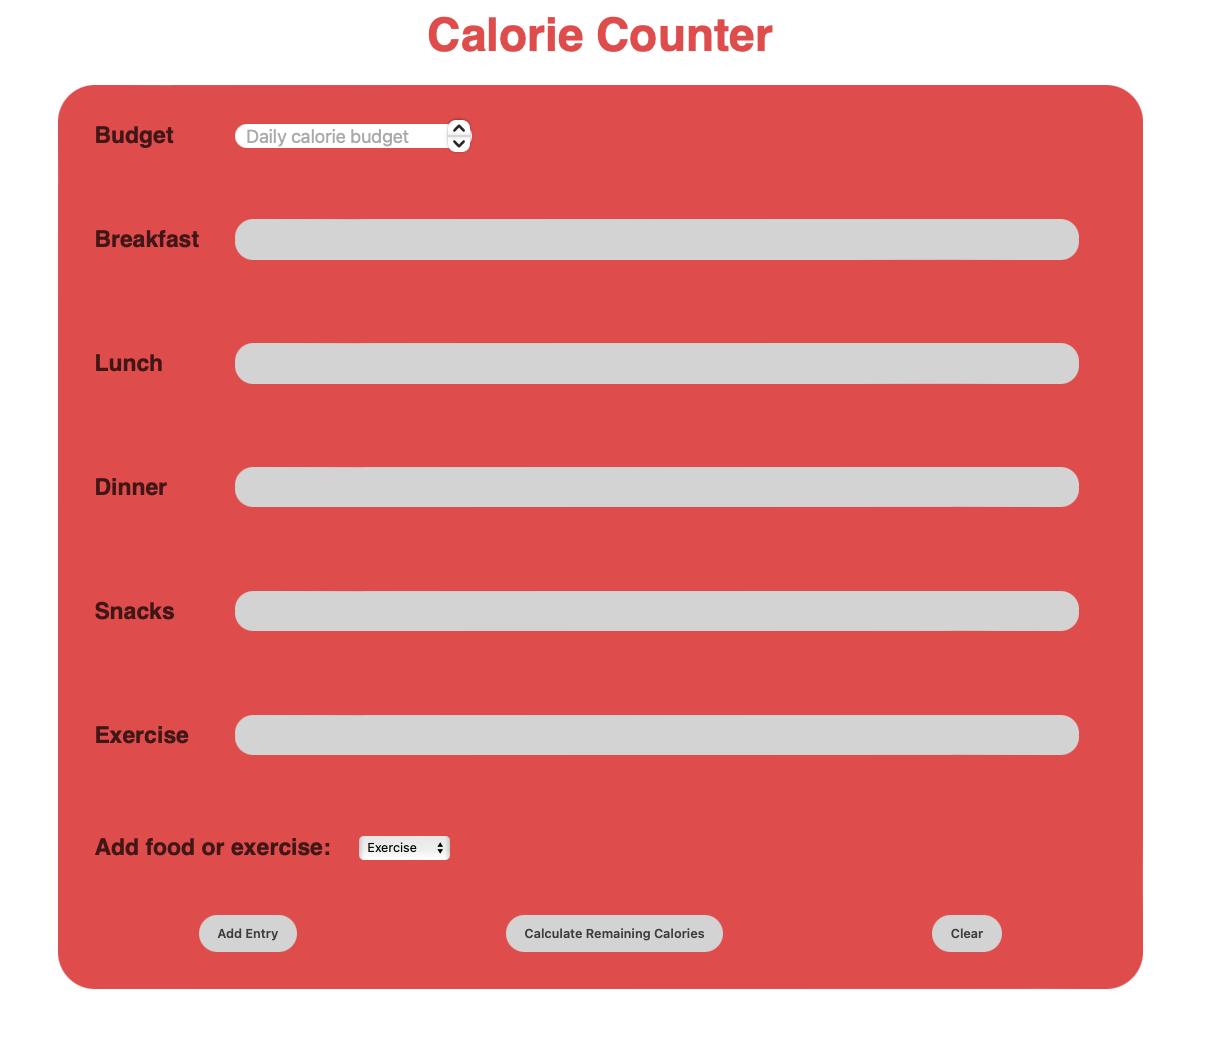 Calorie Counter
Budget Daily calorie budget
Breakfast
Lunch
Dinner
Snacks
Exercise
Add food or exercise: Exercise
Add Entry Calculate Remaining Calories Clear